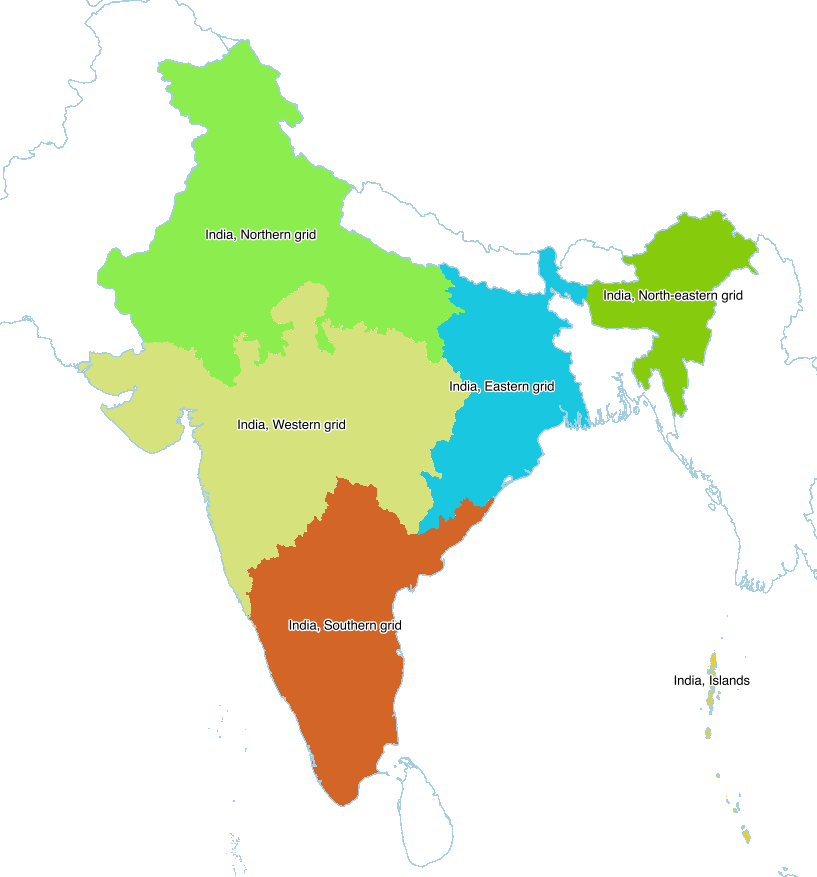 India, Northern grid
India, North-eastern grid
India, Eastern grid
India, Western grid
India, Southern grid
India, Islands